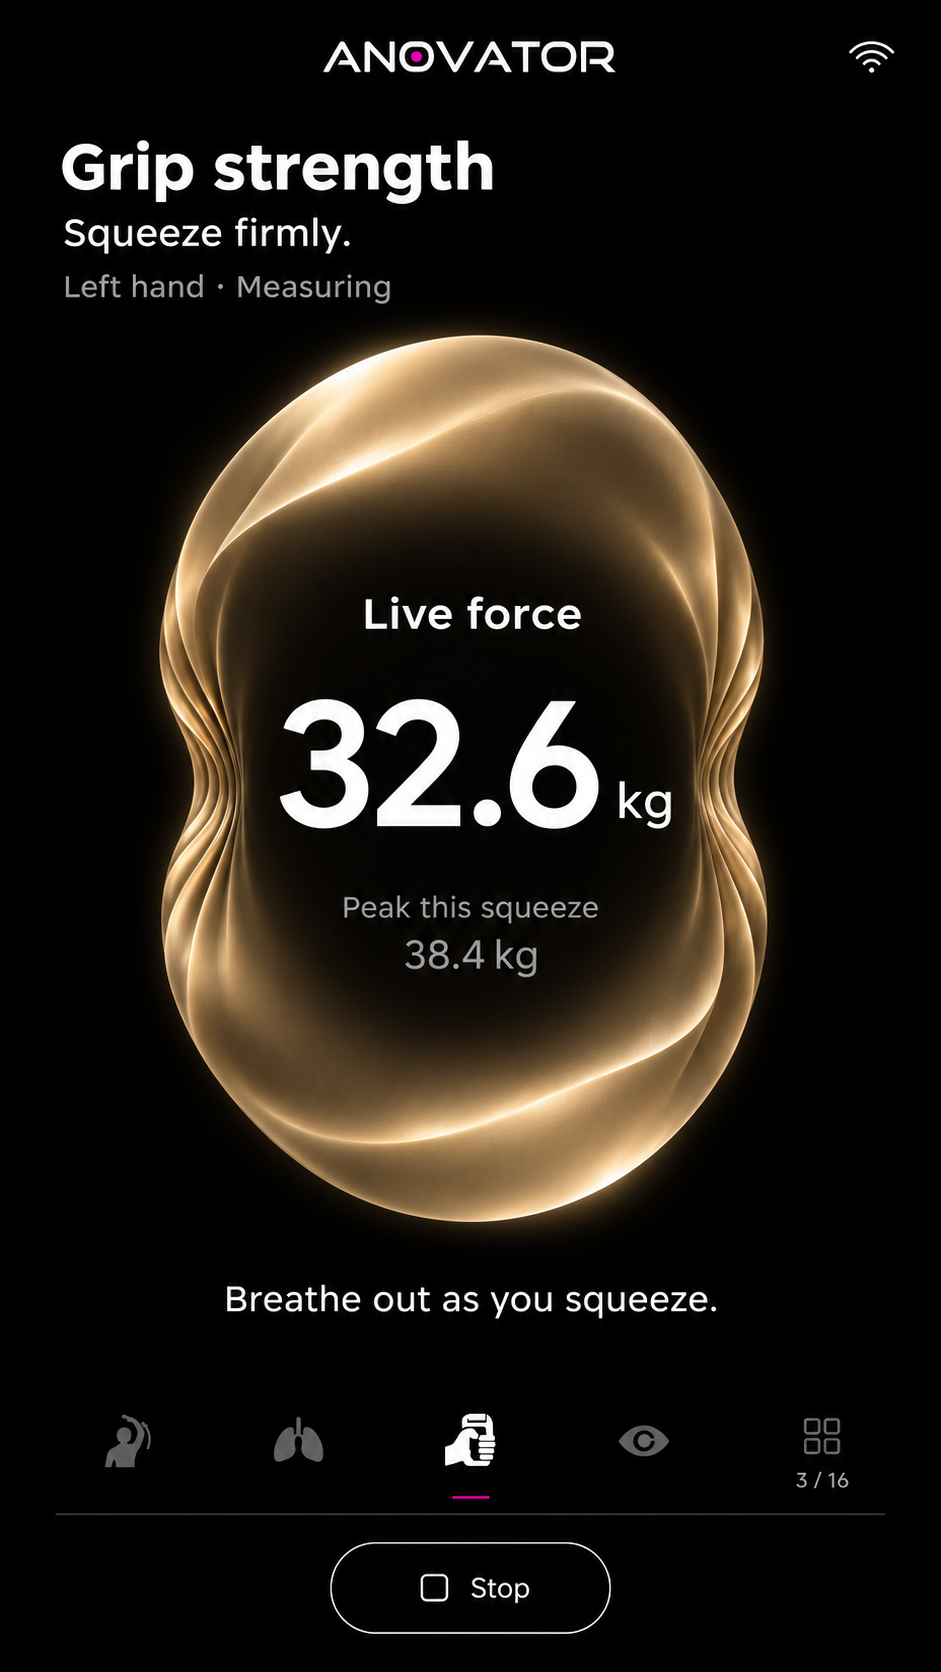 ANOVATOR
Grip strength
Squeeze firmly.
Left hand · Measuring
Live force
32.6 kg
Peak this squeeze
38.4 kg
Breathe out as you squeeze.
3 / 16
Stop